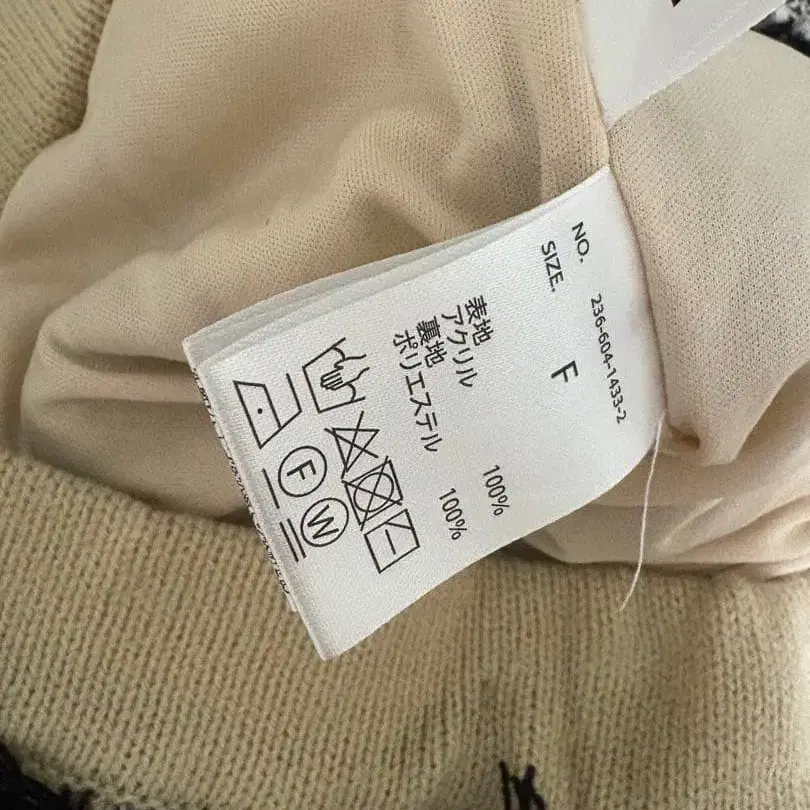 NO. 236-604-1433-2
SIZE. F
表地
アクリル 100%
裏地
ポリエステル 100%
F W